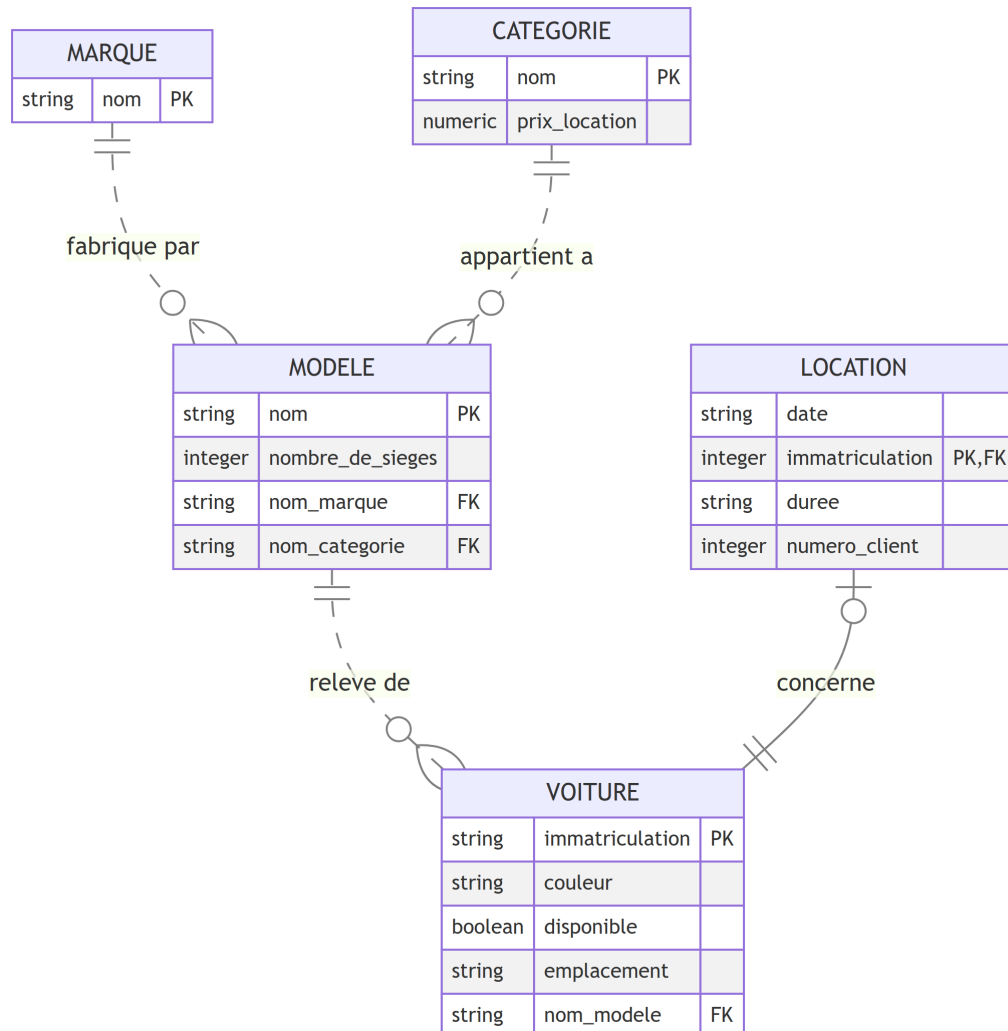 MARQUE
string nom PK
CATEGORIE
string nom PK
numeric prix_location
fabrique par
appartient a
MODELE
string nom PK
integer nombre_de_sieges
string nom_marque FK
string nom_categorie FK
LOCATION
string date
integer immatriculation PK,FK
string duree
integer numero_client
releve de
concerne
VOITURE
string immatriculation PK
string couleur
boolean disponible
string emplacement
string nom_modele FK